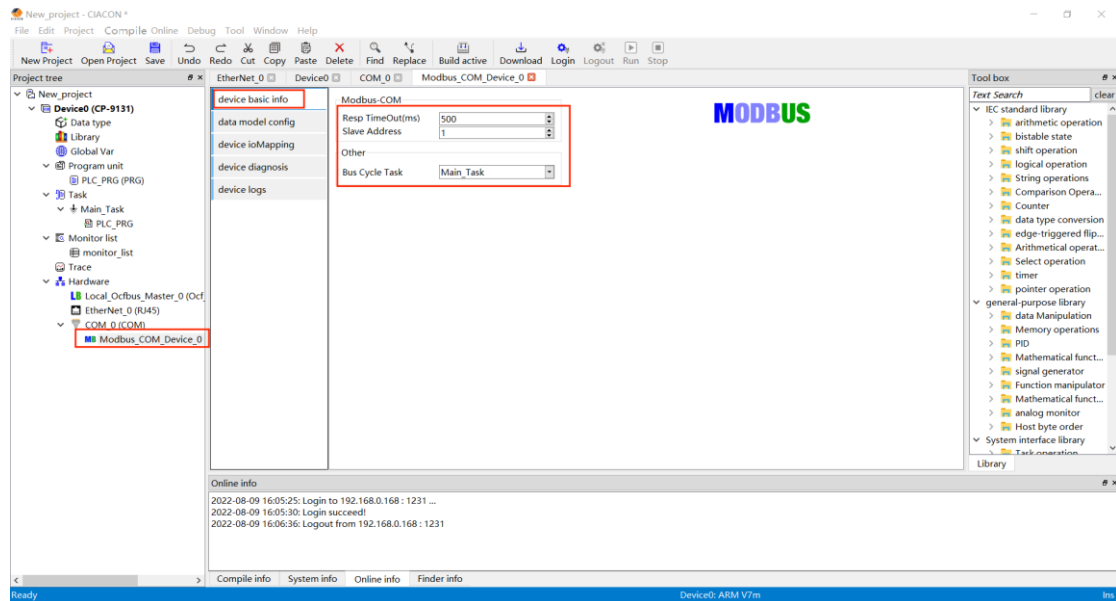 New_project - CIACON *
File Edit Project Compile Online Debug Tool Window Help
New Project Open Project Save Undo Redo Cut Copy Paste Delete Find Replace Build active Download Login Logout Run Stop
Project tree
New_project
Device0 (CP-9131)
Data type
Library
Global Var
Program unit
PLC_PRG (PRG)
Task
Main_Task
PLC_PRG
Monitor list
monitor_list
Trace
Hardware
Local_Ocfbus_Master_0 (Ocf
EtherNet_0 (RJ45)
COM_0 (COM)
MB Modbus_COM_Device_0
EtherNet_0 Device0 COM_0 Modbus_COM_Device_0
device basic info
data model config
device ioMapping
device diagnosis
device logs
Modbus-COM
Resp TimeOut(ms) 500
Slave Address 1
Other
Bus Cycle Task Main_Task
MODBUS
Tool box
Text Search clear
IEC standard library
arithmetic operation
bistable state
shift operation
logical operation
String operations
Comparison Opera...
Counter
data type conversion
edge-triggered flip...
Arithmetical operat...
Select operation
timer
pointer operation
general-purpose library
data Manipulation
Memory operations
PID
Mathematical funct...
signal generator
Function manipulator
Mathematical funct...
analog monitor
Host byte order
System interface library
Task operation
Library
Online info
2022-08-09 16:05:25: Login to 192.168.0.168 : 1231 ...
2022-08-09 16:05:30: Login succeed!
2022-08-09 16:06:36: Logout from 192.168.0.168 : 1231
Compile info System info Online info Finder info
Ready Device0: ARM V7m Ins